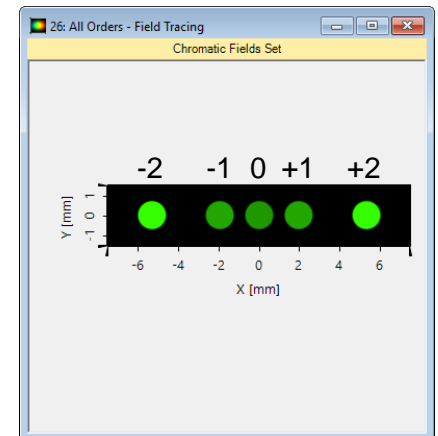 26: All Orders - Field Tracing
Chromatic Fields Set
-2 -1 0 +1 +2
Y [mm]
1
0
-1
-6 -4 -2 0 2 4 6
X [mm]